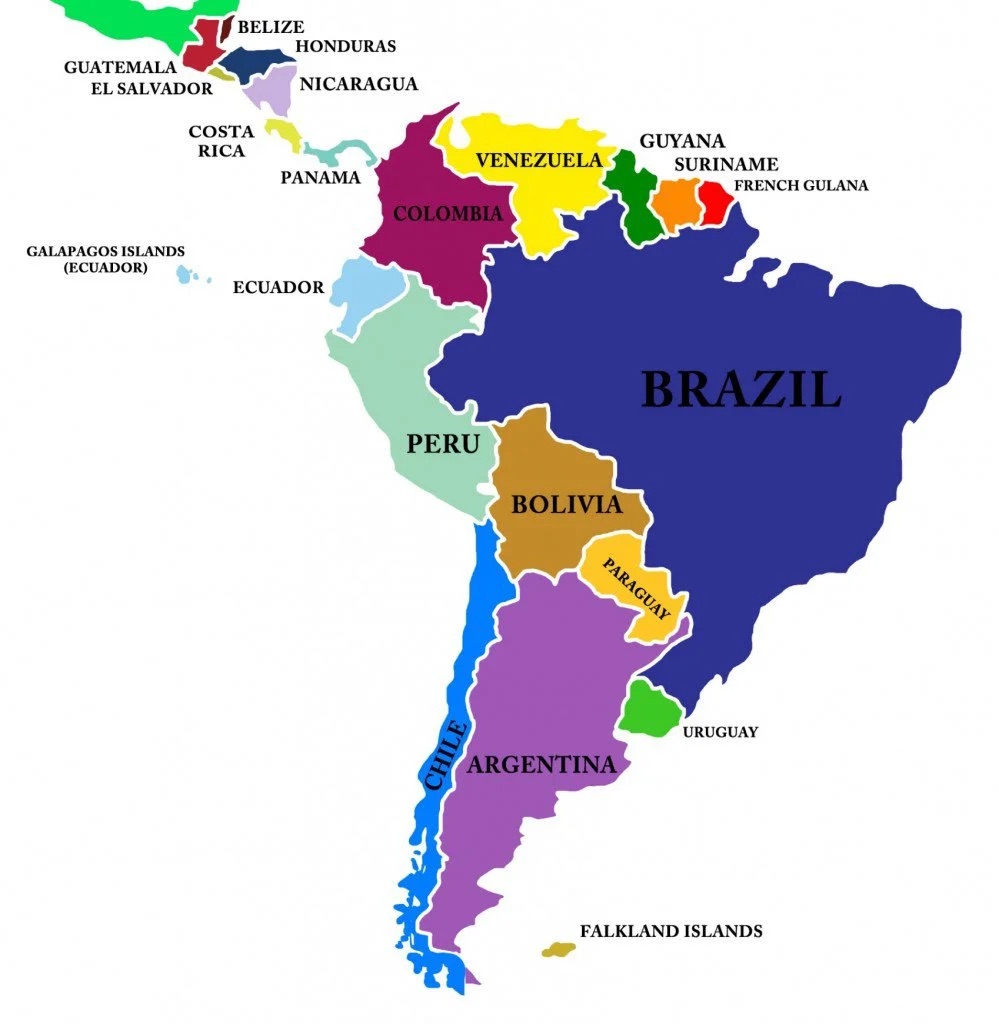 BELIZE
HONDURAS
GUATEMALA
EL SALVADOR
NICARAGUA
COSTA
RICA
PANAMA
VENEZUELA
GUYANA
SURINAME
FRENCH GULANA
COLOMBIA
GALAPAGOS ISLANDS
(ECUADOR)
ECUADOR
BRAZIL
PERU
BOLIVIA
PARAGUAY
CHILE
ARGENTINA
URUGUAY
FALKLAND ISLANDS